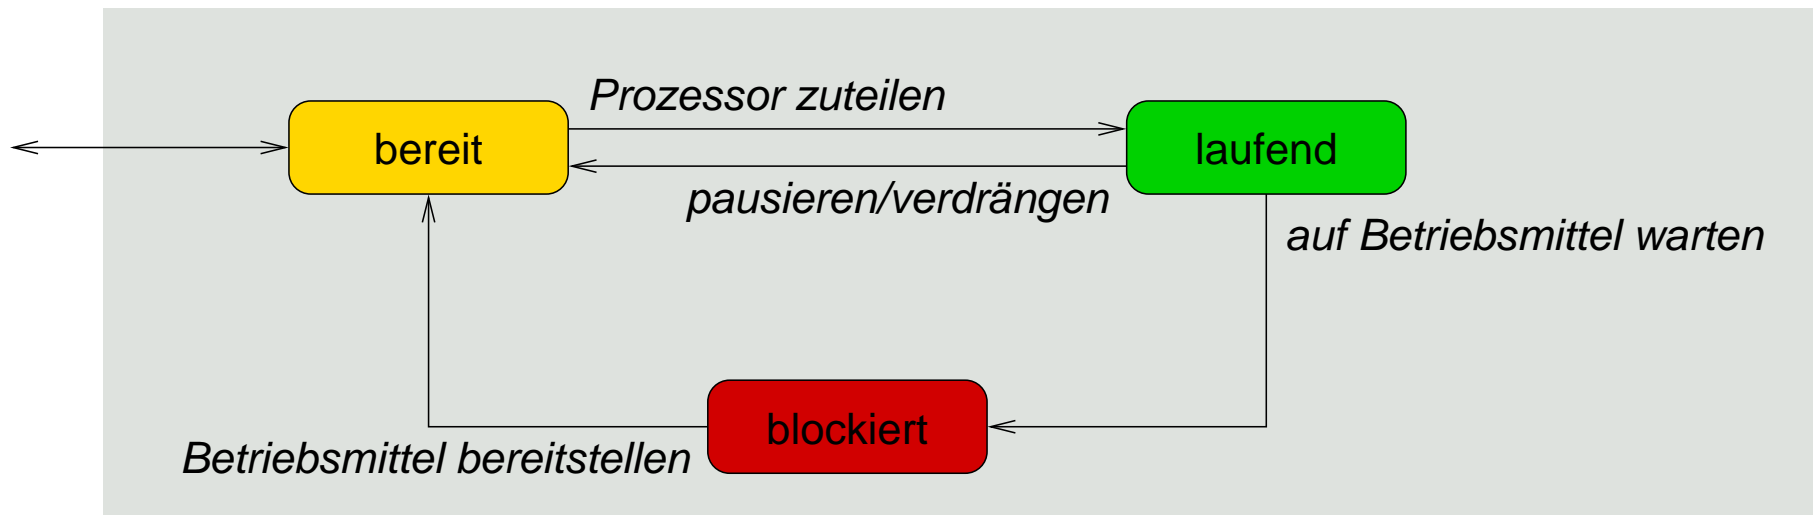 Prozessor zuteilen
bereit
laufend
pausieren/verdrängen
auf Betriebsmittel warten
blockiert
Betriebsmittel bereitstellen